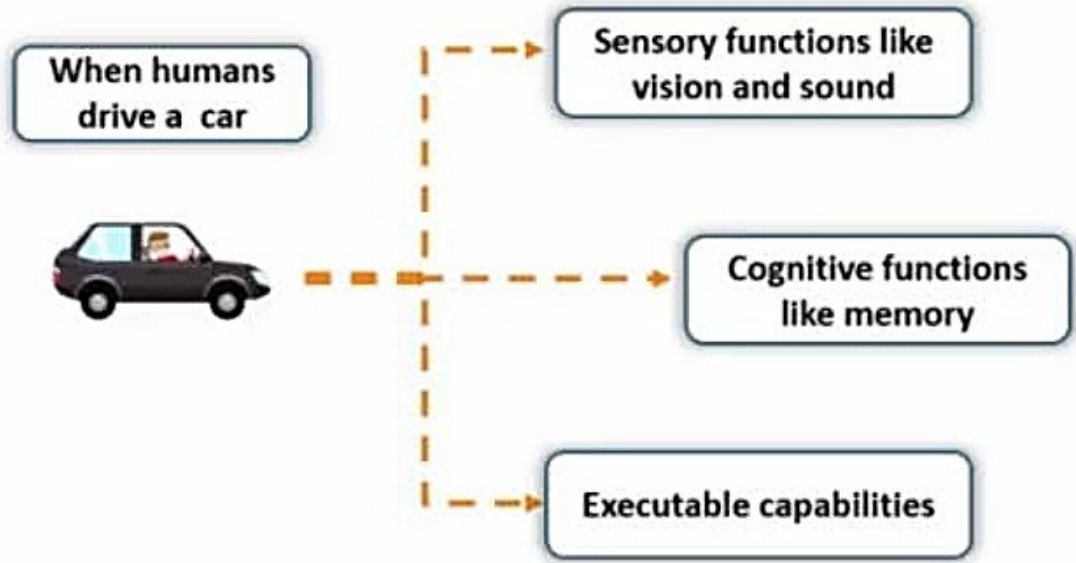 When humans
drive a car
Sensory functions like
vision and sound
Cognitive functions
like memory
Executable capabilities